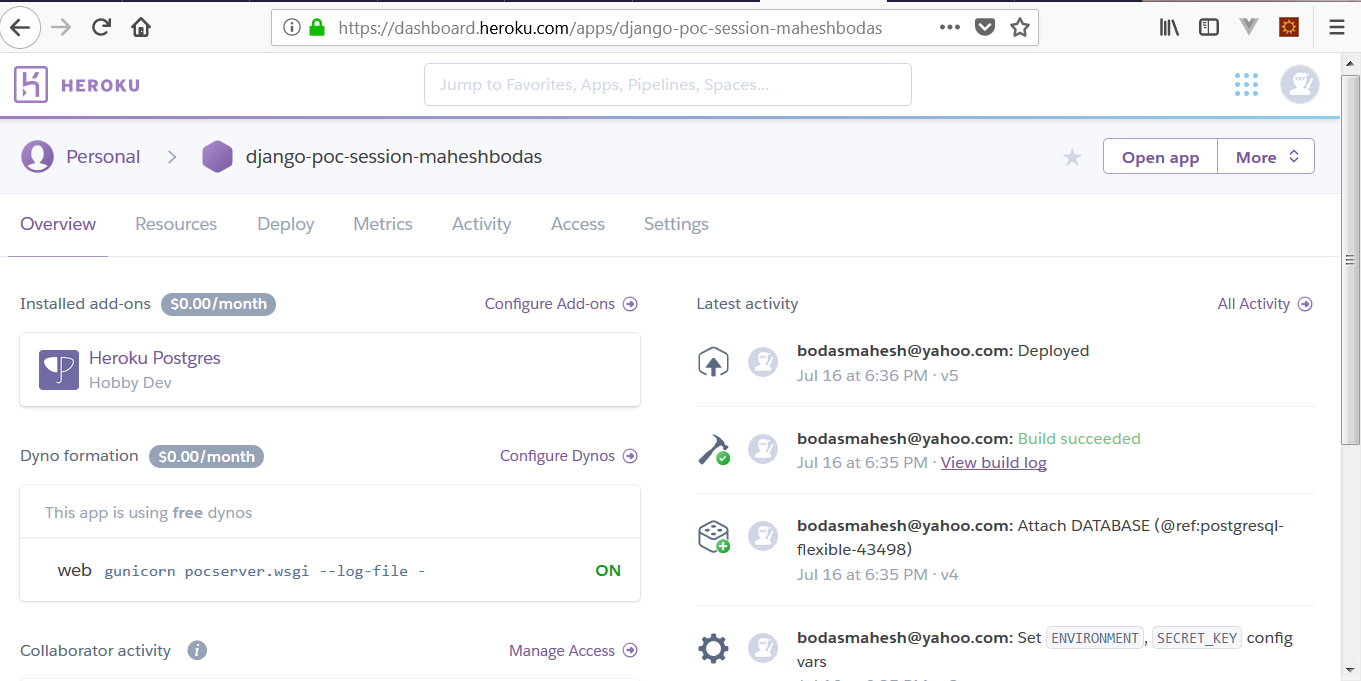 https://dashboard.heroku.com/apps/django-poc-session-maheshbodas
HEROKU
Jump to Favorites, Apps, Pipelines, Spaces...
Personal
django-poc-session-maheshbodas
Open app
More
Overview
Resources
Deploy
Metrics
Activity
Access
Settings
Installed add-ons $0.00/month
Configure Add-ons
Heroku Postgres
Hobby Dev
Dyno formation $0.00/month
Configure Dynos
This app is using free dynos
web gunicorn pocserver.wsgi --log-file -
ON
Collaborator activity
Manage Access
Latest activity
All Activity
bodasmahesh@yahoo.com: Deployed
Jul 16 at 6:36 PM · v5
bodasmahesh@yahoo.com: Build succeeded
Jul 16 at 6:35 PM · View build log
bodasmahesh@yahoo.com: Attach DATABASE (@ref:postgresql-
flexible-43498)
Jul 16 at 6:35 PM · v4
bodasmahesh@yahoo.com: Set ENVIRONMENT, SECRET_KEY config
vars